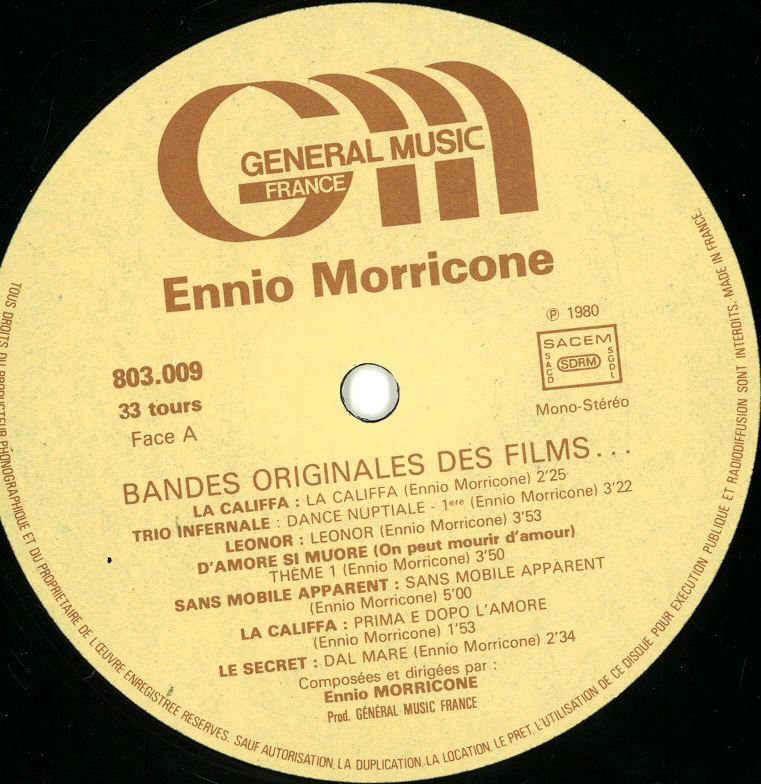 GENERAL MUSIC
FRANCE
Ennio Morricone
803.009
33 tours
Face A
℗ 1980
SACEM
SACD
SDRM
SGDL
Mono-Stéréo
BANDES ORIGINALES DES FILMS...
LA CALIFFA : LA CALIFFA (Ennio Morricone) 2'25
TRIO INFERNALE : DANCE NUPTIALE - 1ere (Ennio Morricone) 3'22
LEONOR : LEONOR (Ennio Morricone) 3'53
D'AMORE SI MUORE (On peut mourir d'amour)
THEME 1 (Ennio Morricone) 3'50
SANS MOBILE APPARENT : SANS MOBILE APPARENT
(Ennio Morricone) 5'00
LA CALIFFA : PRIMA E DOPO L'AMORE
(Ennio Morricone) 1'53
LE SECRET : DAL MARE (Ennio Morricone) 2'34
Composées et dirigées par :
Ennio MORRICONE
Prod. GÉNÉRAL MUSIC FRANCE
TOUS DROITS DU PRODUCTEUR PHONOGRAPHIQUE ET DU PROPRIETAIRE DE L'ŒUVRE ENREGISTREE RESERVES. SAUF AUTORISATION, LA DUPLICATION, LA LOCATION, LE PRET, L'UTILISATION DE CE DISQUE POUR EXECUTION PUBLIQUE ET RADIODIFFUSION SONT INTERDITS. MADE IN FRANCE.